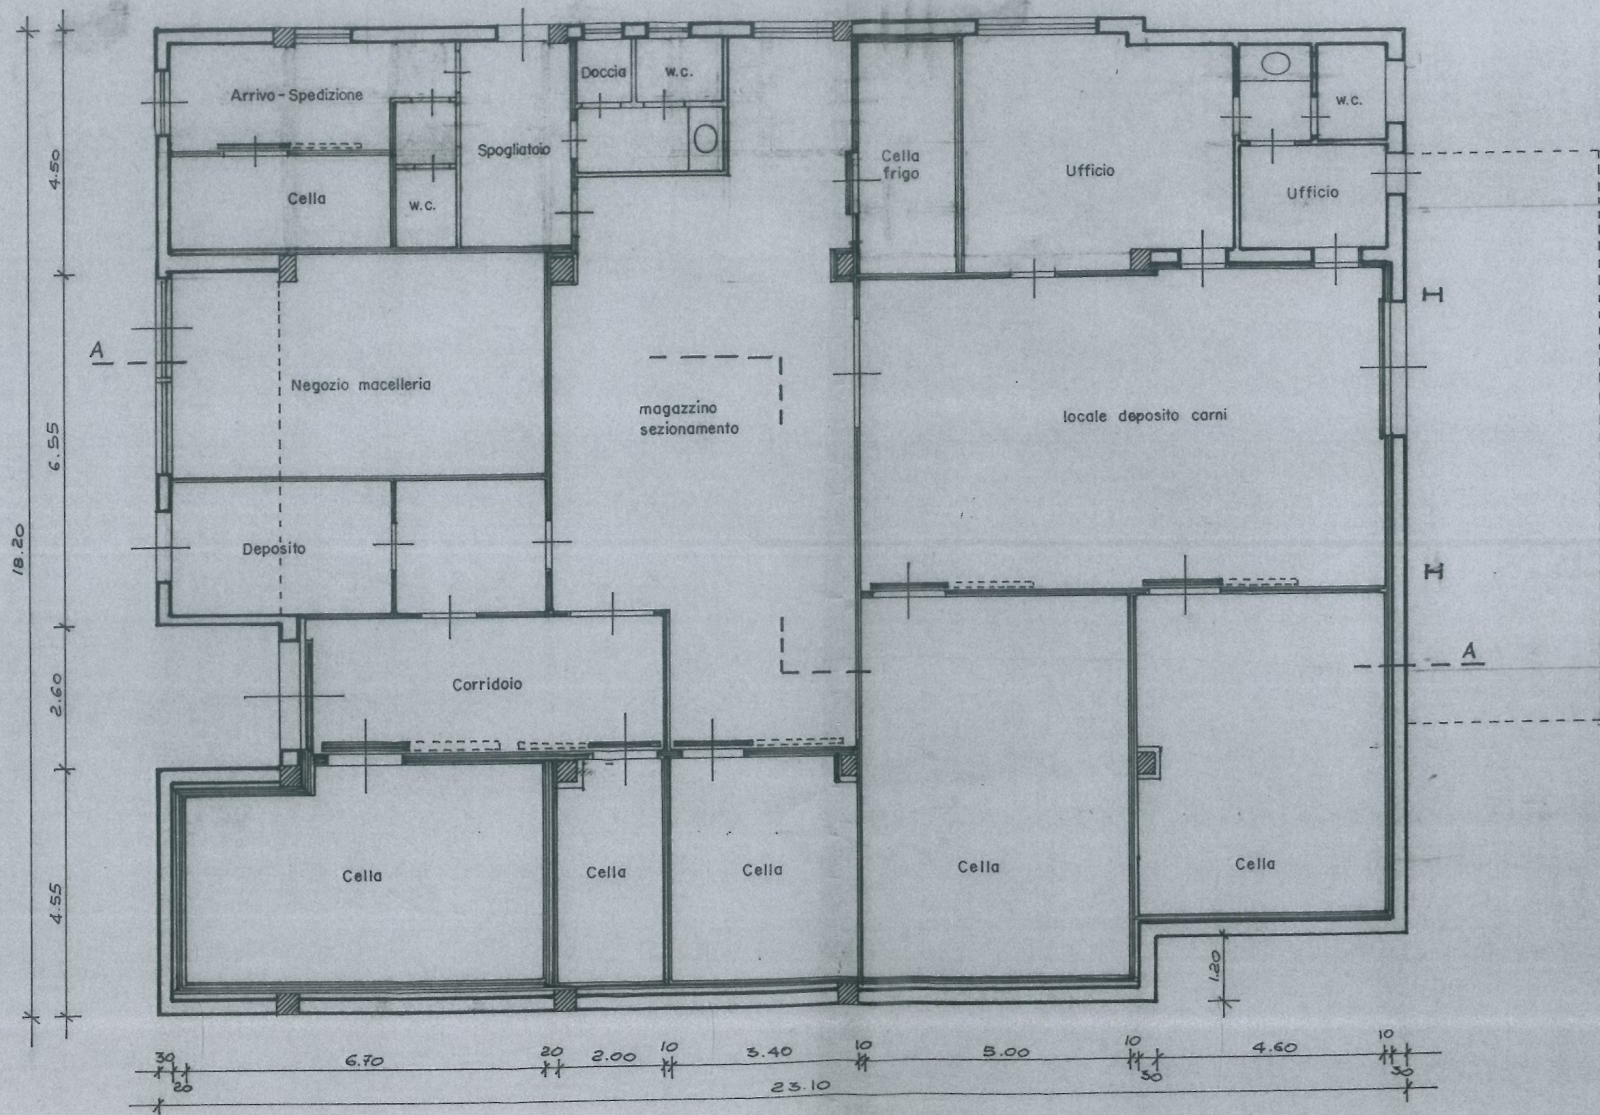 Doccia
w.c.
Arrivo - Spedizione
w.c.
Spogliatoio
Cella
frigo
Ufficio
4.50
Cella
w.c.
Ufficio
A
Negozio macelleria
magazzino
sezionamento
locale deposito carni
6.55
18.20
Deposito
A
Corridoio
2.60
Cella
Cella
Cella
Cella
Cella
4.55
1.20
30
20
6.70
20
2.00
10
3.40
10
5.00
10
30
4.60
10
30
23.10